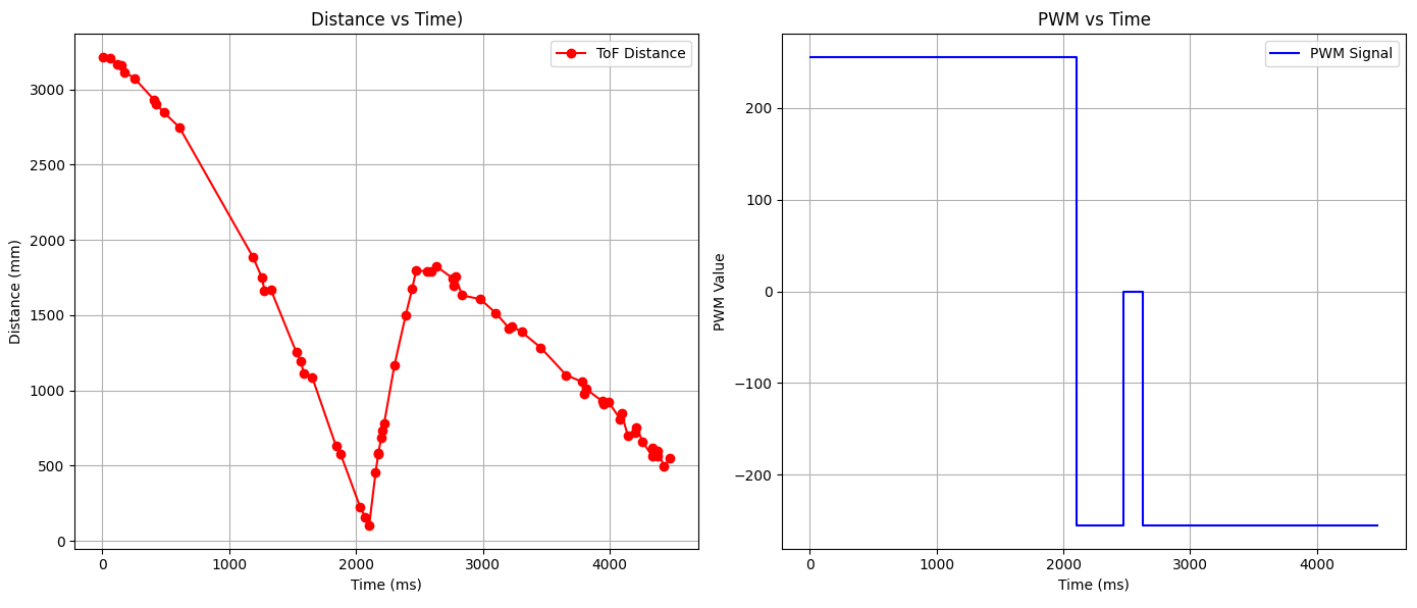 Distance vs Time)
ToF Distance
3000
2500
2000
1500
1000
500
0
Distance (mm)
0 1000 2000 3000 4000
Time (ms)
PWM vs Time
PWM Signal
200
100
0
−100
−200
PWM Value
0 1000 2000 3000 4000
Time (ms)